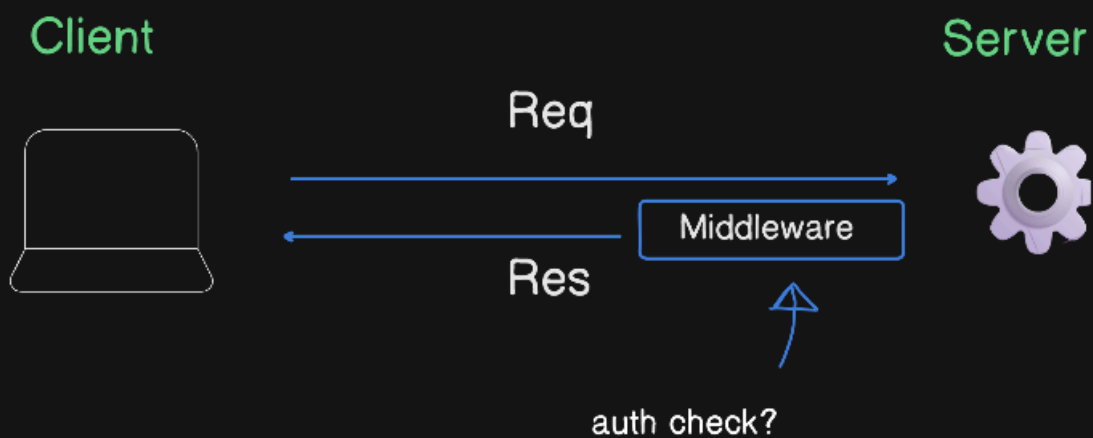 Client
Server
Req
Middleware
Res
auth check?